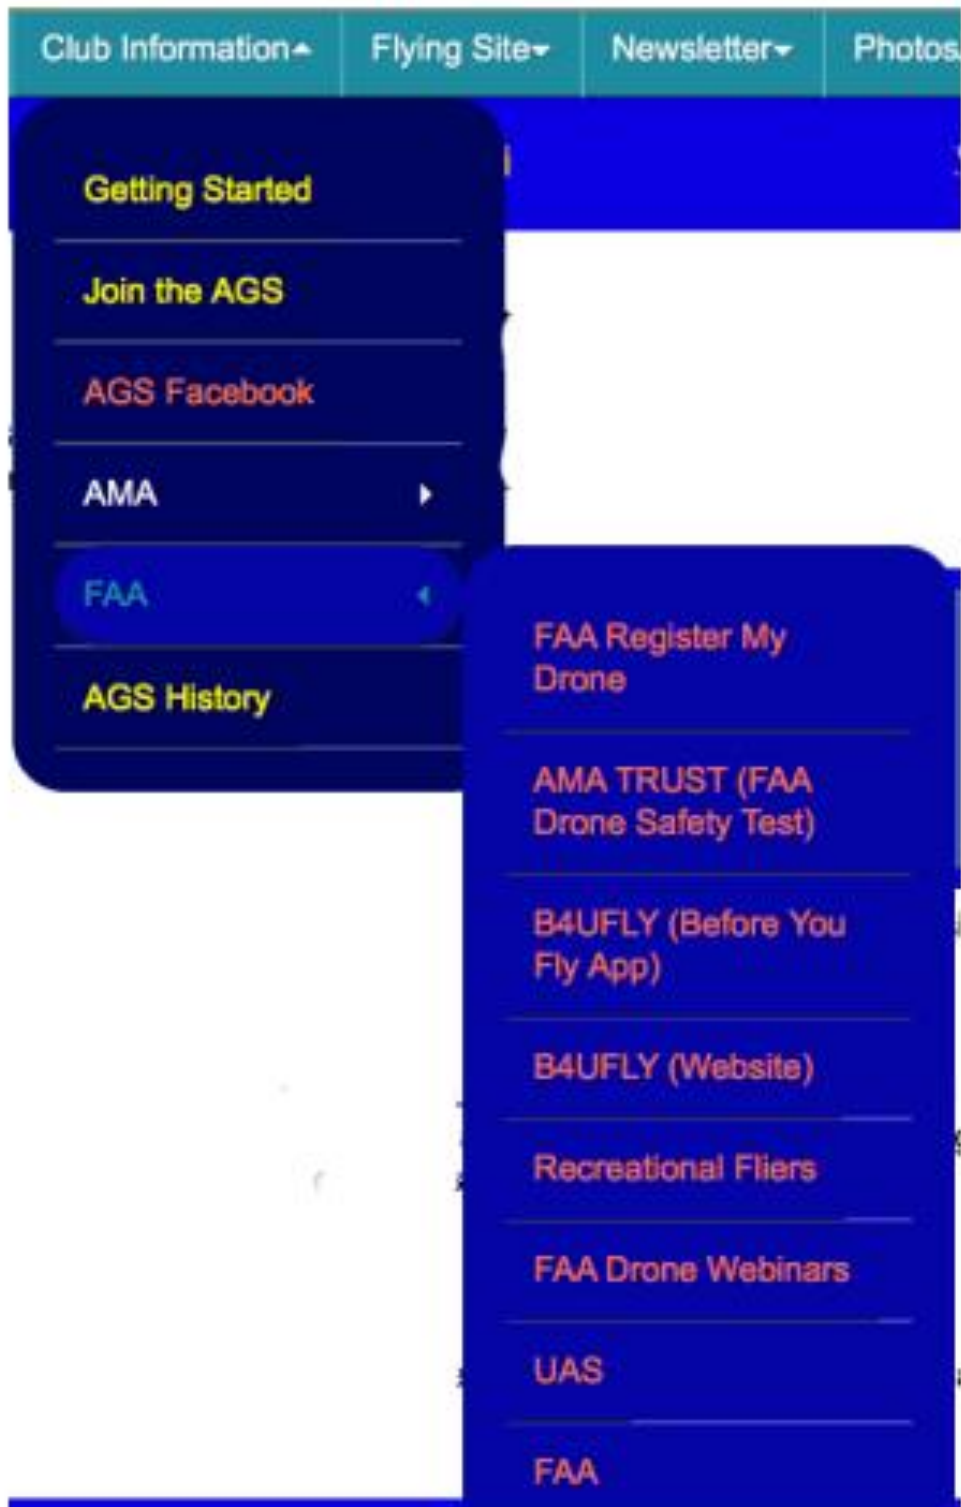 Club Information
Flying Site
Newsletter
Photos
Getting Started
Join the AGS
AGS Facebook
AMA
FAA
AGS History
FAA Register My
Drone
AMA TRUST (FAA
Drone Safety Test)
B4UFLY (Before You
Fly App)
B4UFLY (Website)
Recreational Fliers
FAA Drone Webinars
UAS
FAA